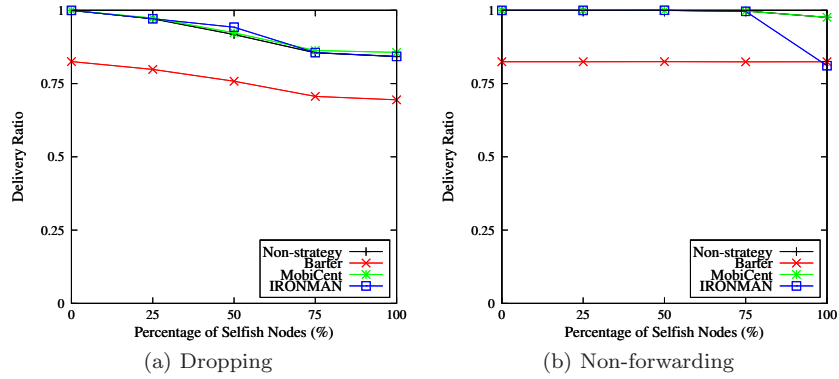 1
0.75
0.5
0.25
0
Delivery Ratio
Non-strategy
Barter
MobiCent
IRONMAN
0 25 50 75 100
Percentage of Selfish Nodes (%)
(a) Dropping
1
0.75
0.5
0.25
0
Delivery Ratio
Non-strategy
Barter
MobiCent
IRONMAN
0 25 50 75 100
Percentage of Selfish Nodes (%)
(b) Non-forwarding